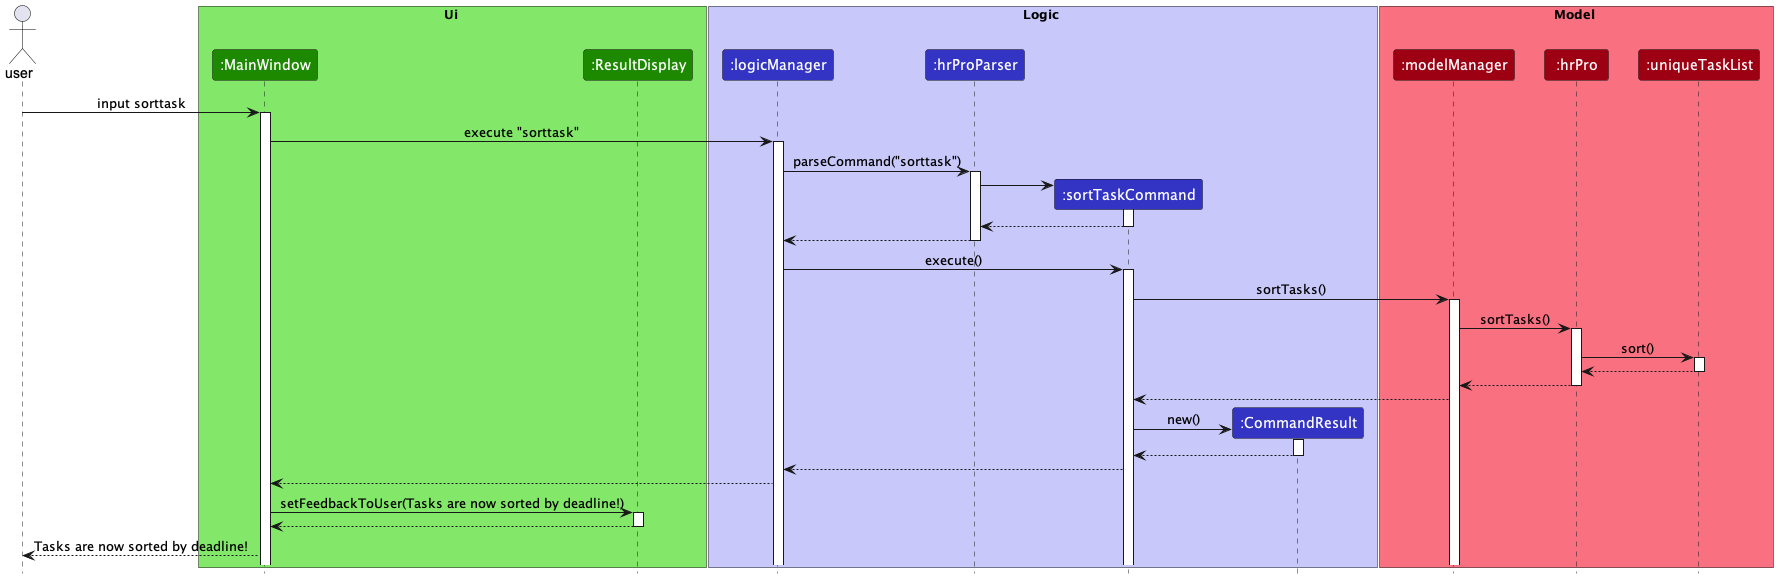 Ui
Logic
Model
user
:MainWindow
:ResultDisplay
:logicManager
:hrProParser
:modelManager
:hrPro
:uniqueTaskList
input sorttask
execute "sorttask"
parseCommand("sorttask")
:sortTaskCommand
execute()
sortTasks()
sortTasks()
sort()
new()
:CommandResult
setFeedbackToUser(Tasks are now sorted by deadline!)
Tasks are now sorted by deadline!